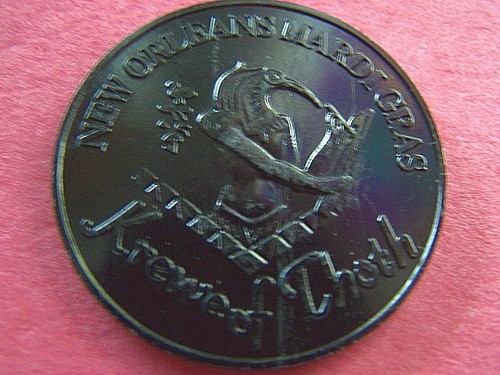 NEW ORLEANS MARDI GRAS
Krewe of Thoth